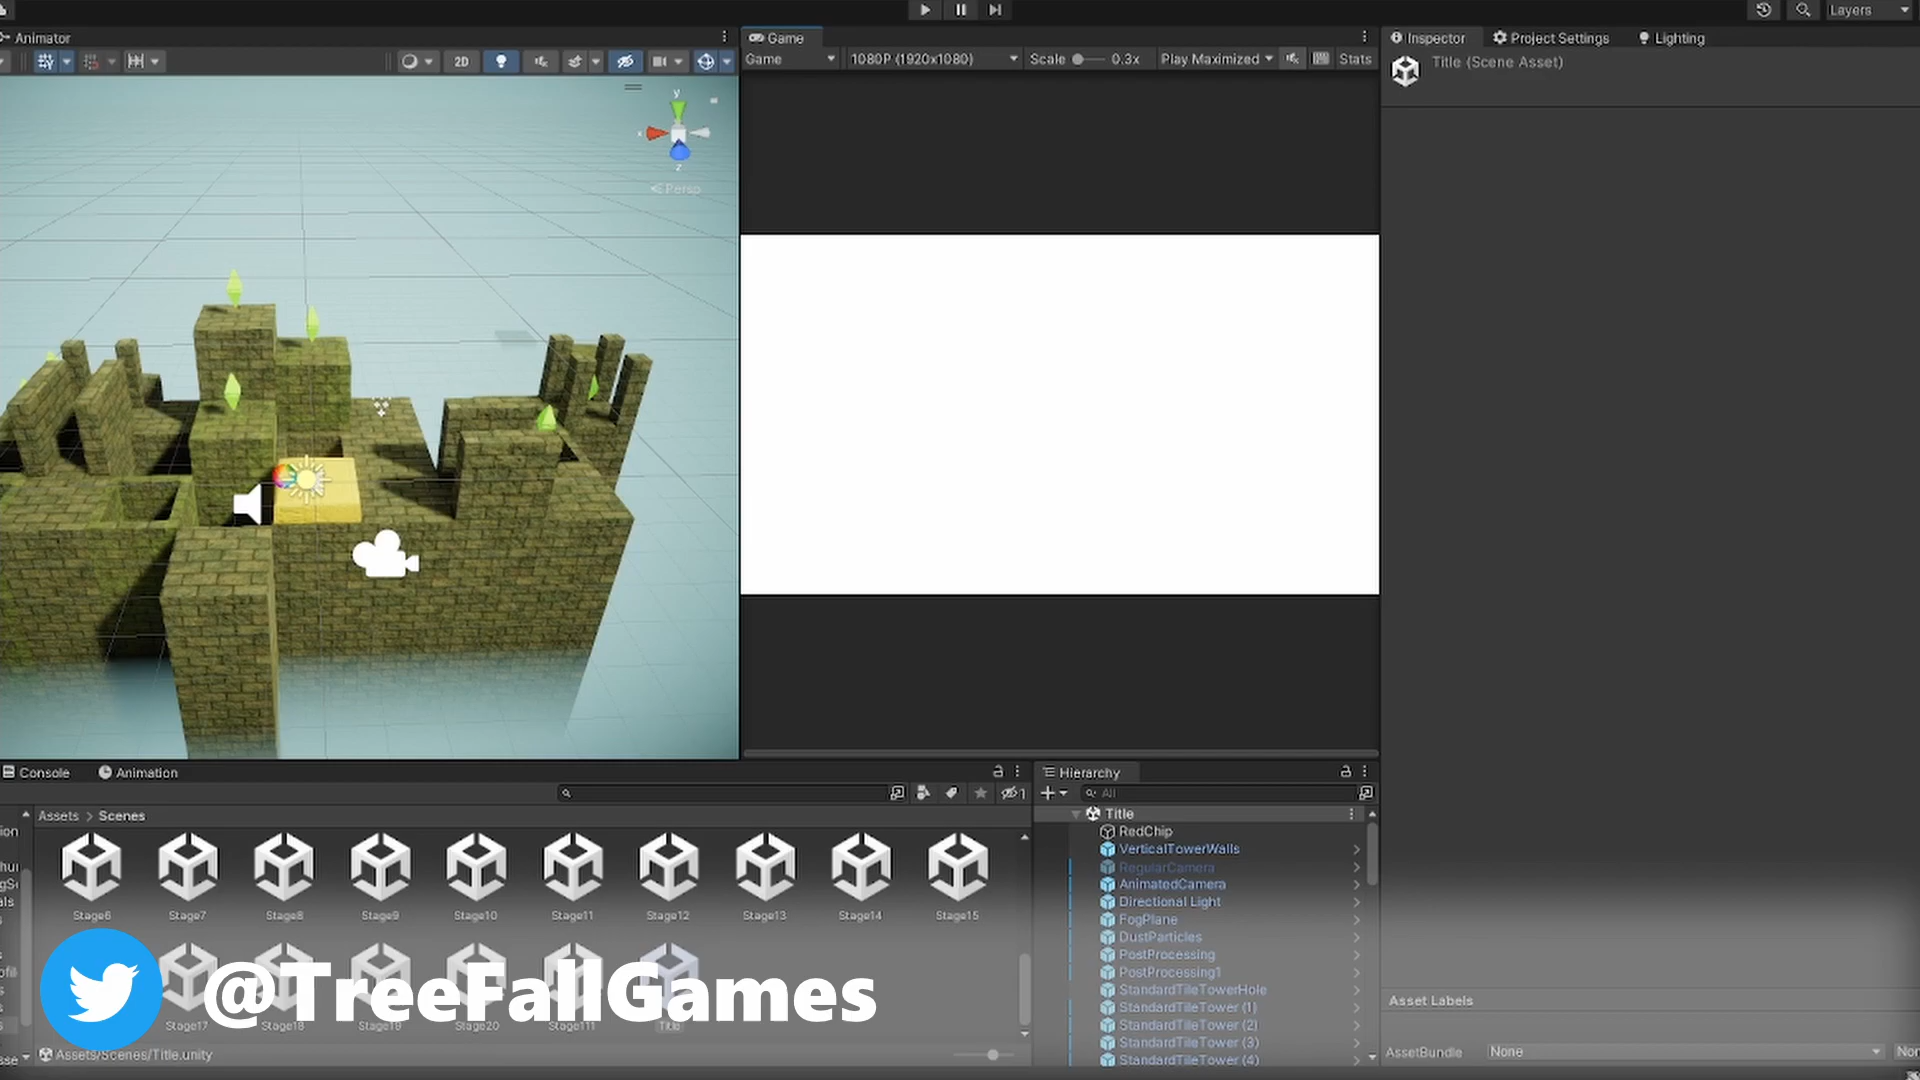 Layers
Animator
Game
Inspector
Project Settings
Lighting
2D
Game
1080P (1920x1080)
Scale
0.3x
Play Maximized
Stats
Title (Scene Asset)
y
x
z
Persp
Console
Animation
Hierarchy
1
All
Assets > Scenes
Title
RedChip
VerticalTowerWalls
RegularCamera
AnimatedCamera
Directional Light
FogPlane
DustParticles
PostProcessing
PostProcessing1
StandardTileTowerHole
StandardTileTower (1)
StandardTileTower (2)
StandardTileTower (3)
StandardTileTower (4)
Stage6
Stage7
Stage8
Stage9
Stage10
Stage11
Stage12
Stage13
Stage14
Stage15
@TreeFallGames
Stage17
Stage18
Stage19
Stage20
Stage111
Title
Assets/Scenes/Title.unity
Asset Labels
AssetBundle
None